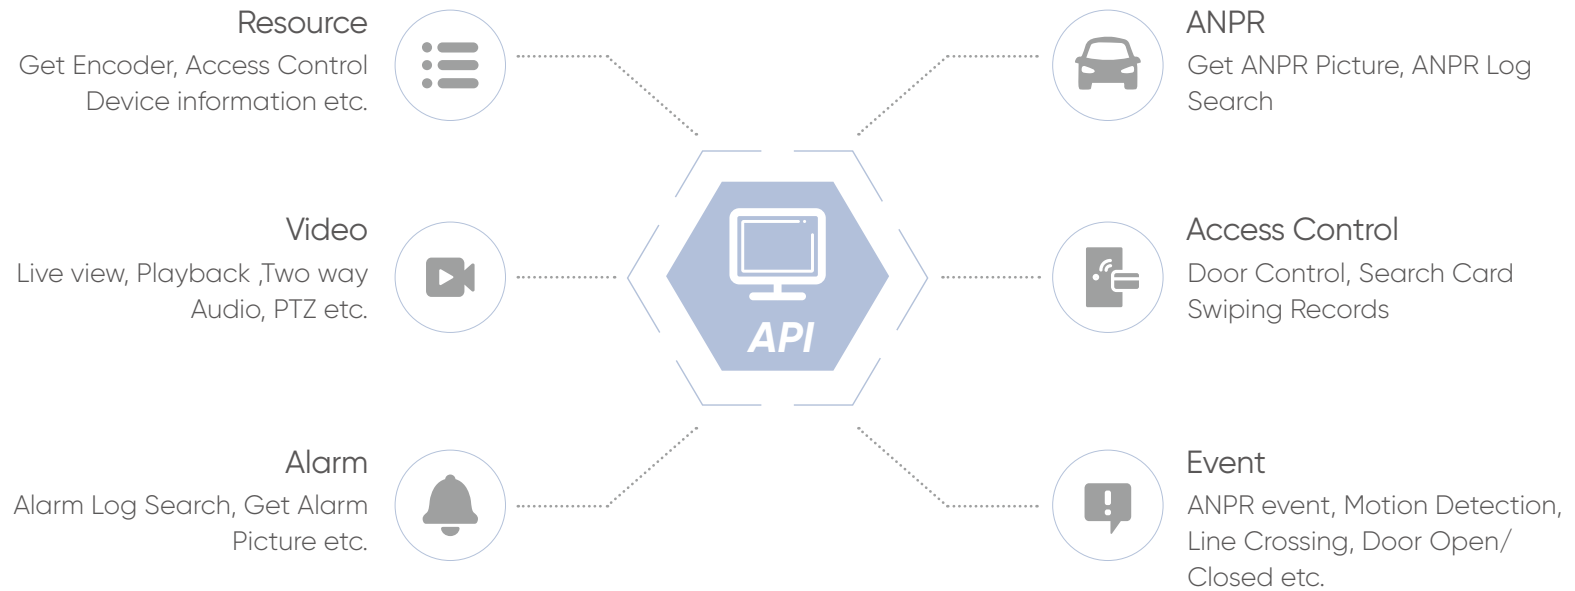 Resource
Get Encoder, Access Control
Device information etc.
Video
Live view, Playback ,Two way
Audio, PTZ etc.
Alarm
Alarm Log Search, Get Alarm
Picture etc.
API
ANPR
Get ANPR Picture, ANPR Log
Search
Access Control
Door Control, Search Card
Swiping Records
Event
ANPR event, Motion Detection,
Line Crossing, Door Open/
Closed etc.